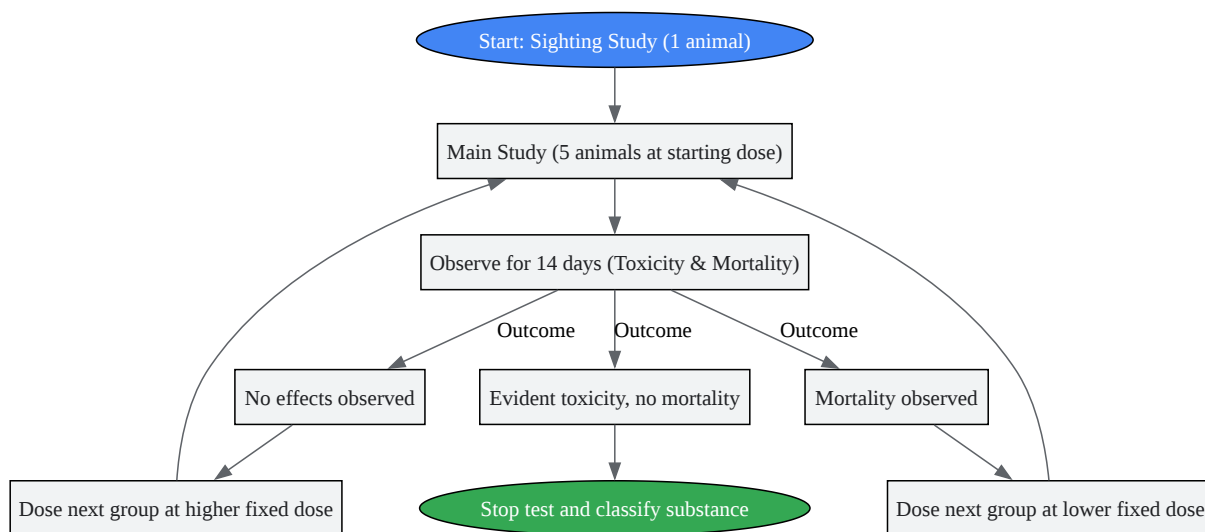 Start: Sighting Study (1 animal)
Main Study (5 animals at starting dose)
Observe for 14 days (Toxicity & Mortality)
Outcome
Outcome
Outcome
No effects observed
Evident toxicity, no mortality
Mortality observed
Dose next group at higher fixed dose
Stop test and classify substance
Dose next group at lower fixed dose